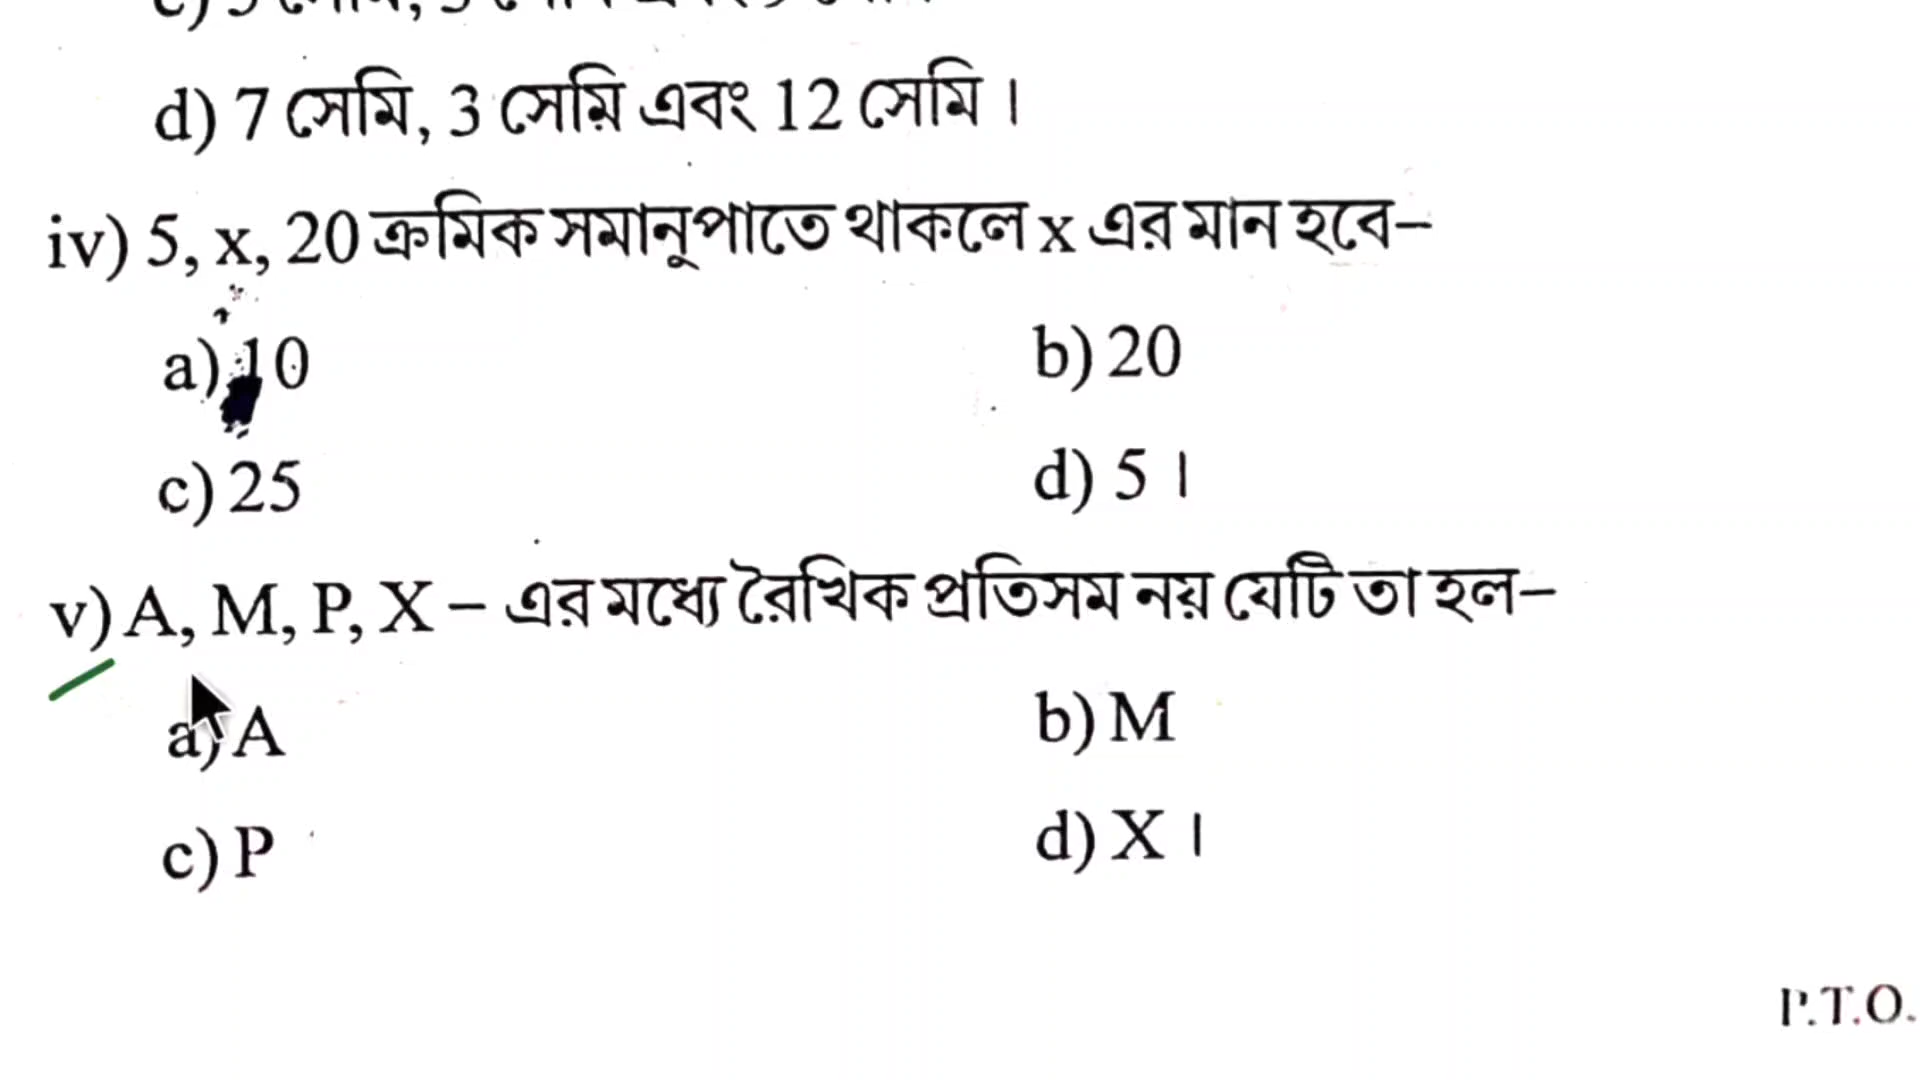 d) 7 সেমি, 3 সেমি এবং 12 সেমি ।
iv) 5, x, 20 ক্রমিক সমানুপাতে থাকলে x এর মান হবে–
a) 10 b) 20
c) 25 d) 5 ।
v) A, M, P, X – এর মধ্যে রৈখিক প্রতিসম নয় যেটি তা হল–
a) A b) M
c) P d) X ।
P.T.O.